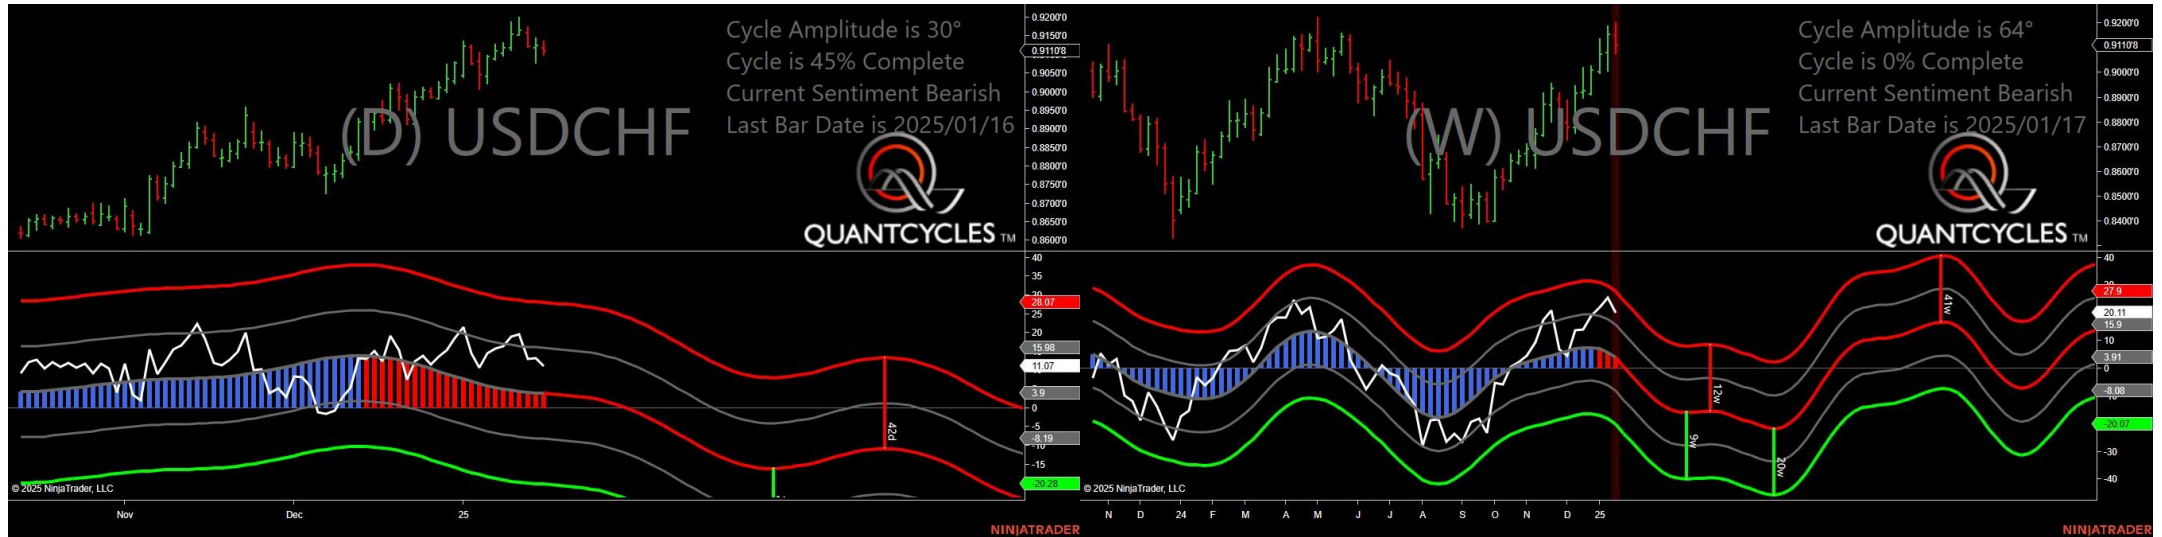 Cycle Amplitude is 30°
Cycle is 45% Complete
Current Sentiment Bearish
Last Bar Date is 2025/01/16
(D) USDCHF
QUANTCYCLES TM
0.9200'0
0.9150'0
0.9110'8
0.9050'0
0.9000'0
0.8950'0
0.8900'0
0.8850'0
0.8800'0
0.8750'0
0.8700'0
0.8650'0
0.8600'0
40
35
30
28.07
25
20
15.98
11.07
3.9
0
-5
-8.19
-10
-15
-20.28
42d
© 2025 NinjaTrader, LLC
Nov
Dec
25
NINJATRADER
Cycle Amplitude is 64°
Cycle is 0% Complete
Current Sentiment Bearish
Last Bar Date is 2025/01/17
(W) USDCHF
QUANTCYCLES TM
0.9200'0
0.9110'8
0.9000'0
0.8900'0
0.8800'0
0.8700'0
0.8600'0
0.8500'0
0.8400'0
40
27.9
20.11
15.9
10
3.91
0
-8.08
-20.07
-30
-40
41w
12w
9w
20w
© 2025 NinjaTrader, LLC
N D 24 F M A M J J A S O N D 25
NINJATRADER